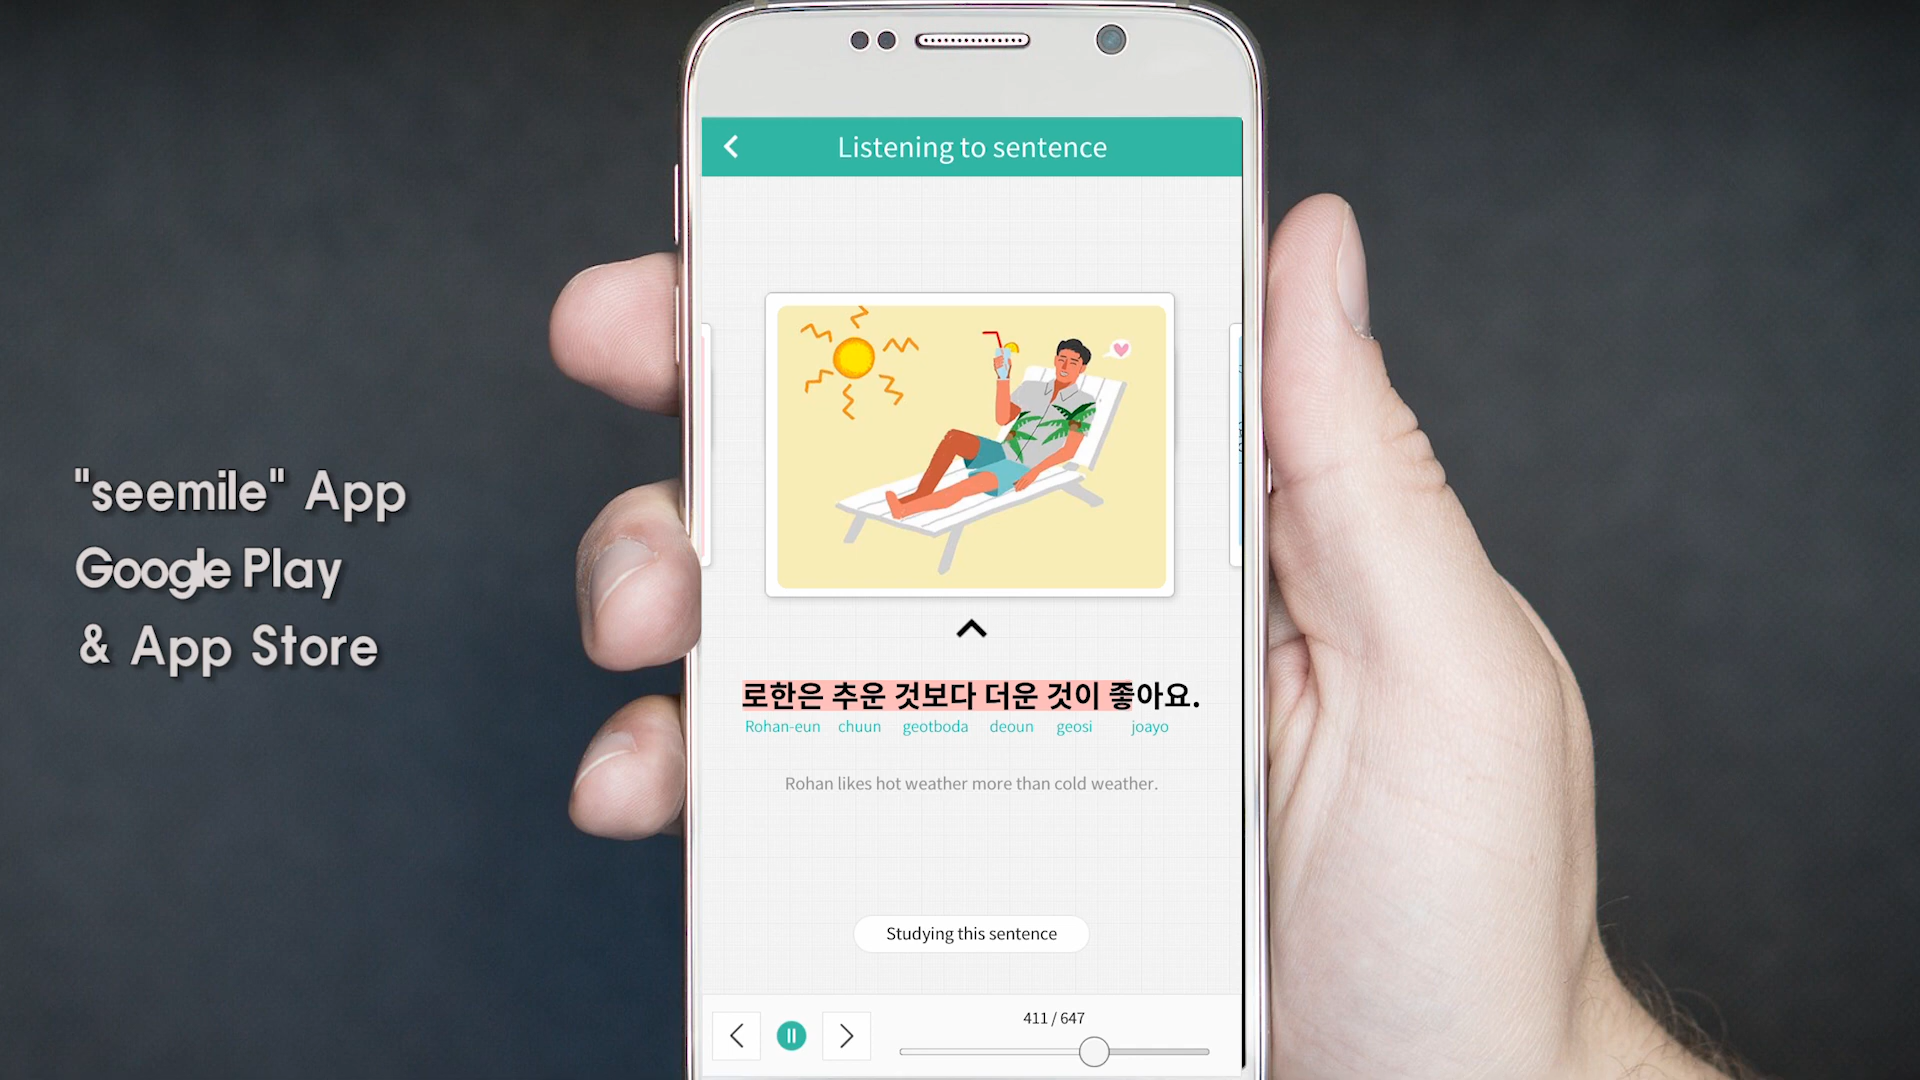 Listening to sentence
"seemile" App
Google Play
& App Store
로한은 추운 것보다 더운 것이 좋아요.
Rohan-eun chuun geotboda deoun geosi joayo
Rohan likes hot weather more than cold weather.
Studying this sentence
411 / 647